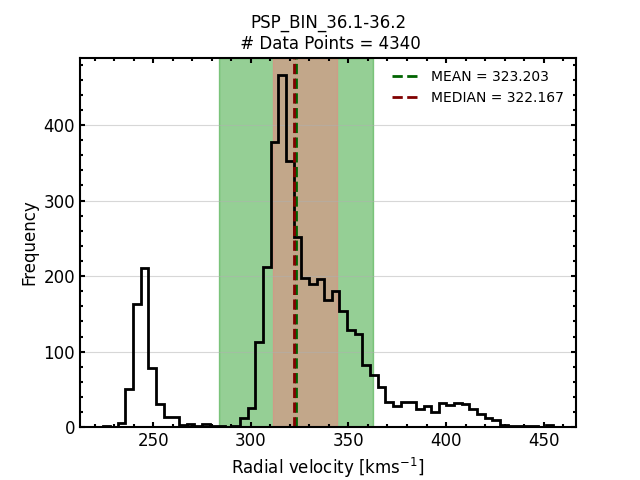 PSP_BIN_36.1-36.2
# Data Points = 4340
MEAN = 323.203
MEDIAN = 322.167
400
300
200
100
0
Frequency
250 300 350 400 450
Radial velocity [kms⁻¹]